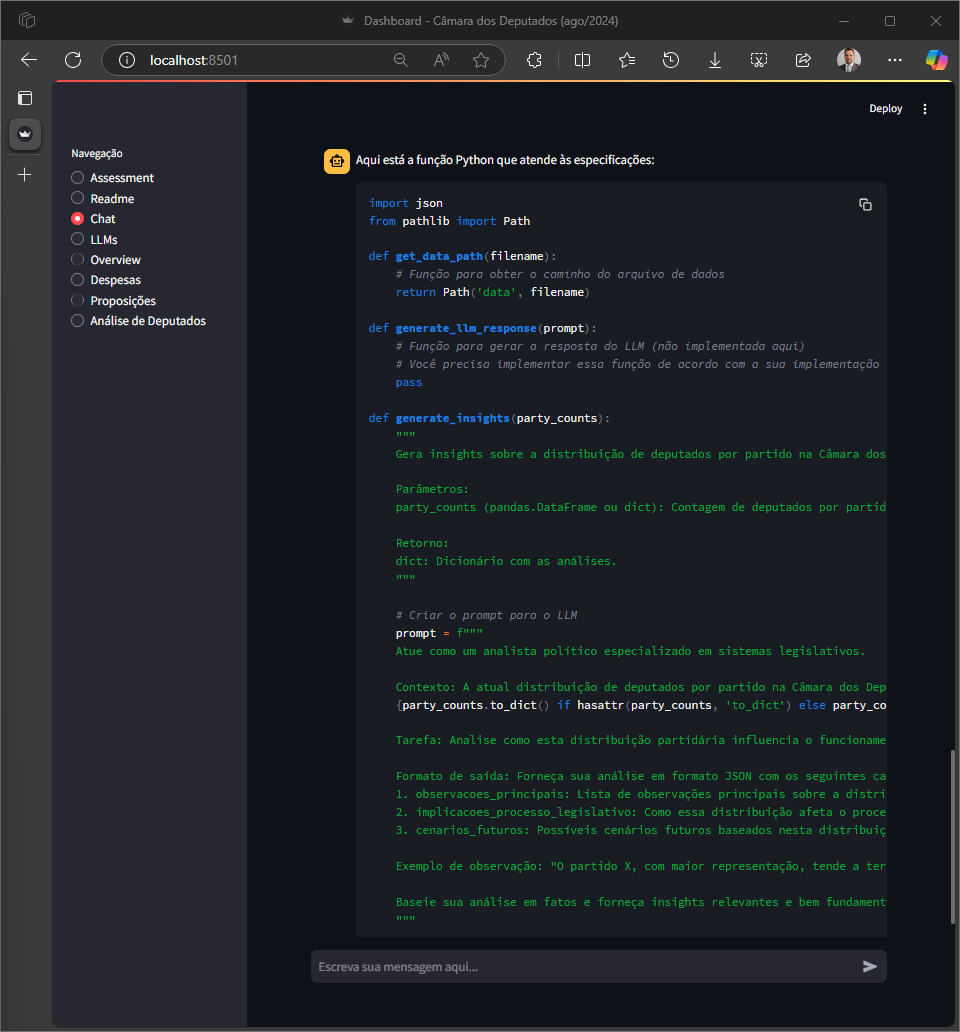 Dashboard - Câmara dos Deputados (ago/2024)
localhost:8501
Deploy
Navegação
Assessment
Readme
Chat
LLMs
Overview
Despesas
Proposições
Análise de Deputados
Aqui está a função Python que atende às especificações:
import json
from pathlib import Path
def get_data_path(filename):
# Função para obter o caminho do arquivo de dados
return Path('data', filename)
def generate_llm_response(prompt):
# Função para gerar a resposta do LLM (não implementada aqui)
# Você precisa implementar essa função de acordo com a sua implementação
pass
def generate_insights(party_counts):
"""
Gera insights sobre a distribuição de deputados por partido na Câmara dos
Parâmetros:
party_counts (pandas.DataFrame ou dict): Contagem de deputados por partid
Retorno:
dict: Dicionário com as análises.
"""
# Criar o prompt para o LLM
prompt = f"""
Atue como um analista político especializado em sistemas legislativos.
Contexto: A atual distribuição de deputados por partido na Câmara dos Dep
{party_counts.to_dict() if hasattr(party_counts, 'to_dict') else party_co
Tarefa: Analise como esta distribuição partidária influencia o funcioname
Formato de saída: Forneça sua análise em formato JSON com os seguintes ca
1. observacoes_principais: Lista de observações principais sobre a distri
2. implicacoes_processo_legislativo: Como essa distribuição afeta o proce
3. cenarios_futuros: Possíveis cenários futuros baseados nesta distribuiç
Exemplo de observação: "O partido X, com maior representação, tende a ter
Baseie sua análise em fatos e forneça insights relevantes e bem fundament
"""
Escreva sua mensagem aqui...